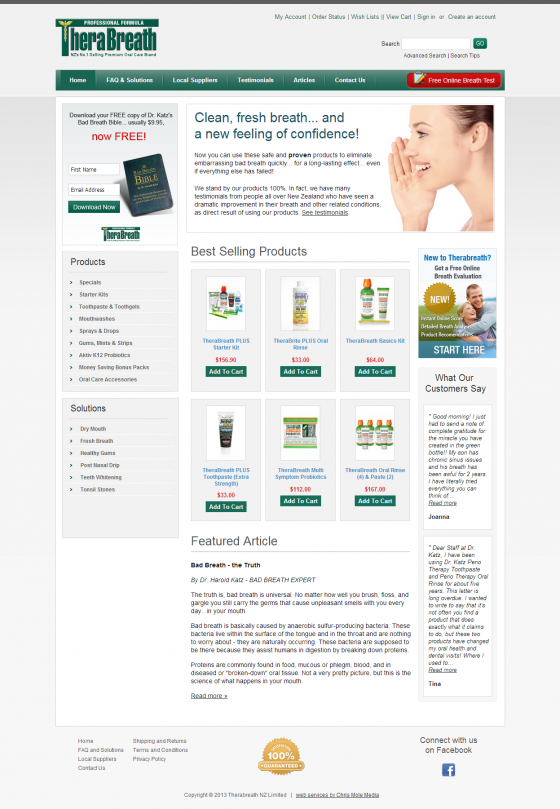 My Account | Order Status | Wish Lists || View Cart | Sign in or Create an account
PROFESSIONAL FORMULA
TheraBreath
NZ's No.1 Selling Premium Oral Care Brand
Search GO
Advanced Search | Search Tips
Home FAQ & Solutions Local Suppliers Testimonials Articles Contact Us Free Online Breath Test
Download your FREE copy of Dr. Katz's
Bad Breath Bible... usually $9.95,
now FREE!
First Name
Email Address
Download Now
BAD BREATH
BIBLE
TheraBreath
Clean, fresh breath... and
a new feeling of confidence!
Now you can use these safe and proven products to eliminate
embarrassing bad breath quickly... for a long-lasting effect... even
if everything else has failed!
We stand by our products 100%. In fact, we have many
testimonials from people all over New Zealand who have seen a
dramatic improvement in their breath and other related conditions,
as direct result of using our products. See testimonials.
Products
Specials
Starter Kits
Toothpaste & Toothgels
Mouthwashes
Sprays & Drops
Gums, Mints & Strips
Aktiv K12 Probiotics
Money Saving Bonus Packs
Oral Care Accessories
Solutions
Dry Mouth
Fresh Breath
Healthy Gums
Post Nasal Drip
Teeth Whitening
Tonsil Stones
Best Selling Products
TheraBreath PLUS
Starter Kit
$156.90
Add To Cart
TheraBrite PLUS Oral
Rinse
$33.00
Add To Cart
TheraBreath Basics Kit
$64.00
Add To Cart
TheraBreath PLUS
Toothpaste (Extra
Strength)
$33.00
Add To Cart
TheraBreath Multi
Symptom Probiotics
$112.00
Add To Cart
TheraBreath Oral Rinse
(4) & Paste (2)
$167.00
Add To Cart
Featured Article
Bad Breath - the Truth
By Dr. Harold Katz - BAD BREATH EXPERT
The truth is, bad breath is universal. No matter how well you brush, floss, and
gargle you still carry the germs that cause unpleasant smells with you every
day...in your mouth.
Bad breath is basically caused by anaerobic sulfur-producing bacteria. These
bacteria live within the surface of the tongue and in the throat and are nothing
to worry about - they are naturally occurring. These bacteria are supposed to
be there because they assist humans in digestion by breaking down proteins.
Proteins are commonly found in food, mucous or phlegm, blood, and in
diseased or "broken-down" oral tissue. Not a very pretty picture, but this is the
science of what happens in your mouth.
Read more »
New to Therabreath?
Got a Free Online
Breath Evaluation
NEW!
Instant Online Score
Detailed Breath Analysis
Product Recommendations
START HERE
What Our
Customers Say
" Good morning! I just
had to send a note of
complete gratitude for
the miracle you have
created in the green
bottle!! My son has
chronic sinus issues
and his breath has
been awful for 2 years.
I have literally tried
everything you can
think of....
Read more
Joanna
" Dear Staff at Dr.
Katz, I have been
using Dr. Katz Perio
Therapy Toothpaste
and Perio Therapy Oral
Rinse for about five
years. This letter is
long overdue. I wanted
to write to say that it's
not often you find a
product that does
exactly what it claims
to do, but these two
products have changed
my oral health and
dental visits! Where I
used to...
Read more
Tina
Home
FAQ and Solutions
Local Suppliers
Contact Us
Shipping and Returns
Terms and Conditions
Privacy Policy
100%
GUARANTEED
Connect with us
on Facebook
Copyright © 2013 Therabreath NZ Limited | web services by Chris Mole Media